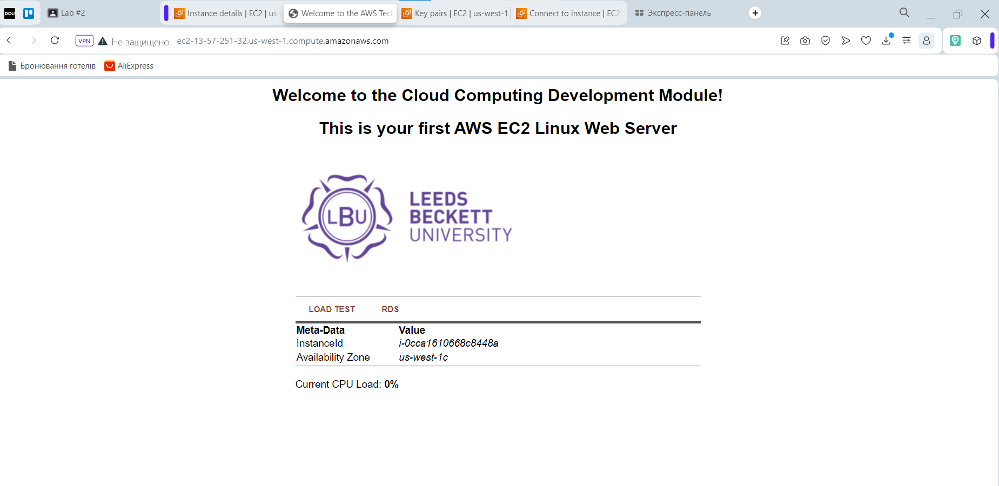 DOU
Lab #2
Instance details | EC2 | us-
Welcome to the AWS Tech
Key pairs | EC2 | us-west-1
Connect to instance | EC2
Экспресс-панель
VPN
Не защищено
ec2-13-57-251-32.us-west-1.compute.amazonaws.com
Бронювання готелів
AliExpress
Welcome to the Cloud Computing Development Module!
This is your first AWS EC2 Linux Web Server
LBU
LEEDS
BECKETT
UNIVERSITY
LOAD TEST RDS
Meta-Data Value
InstanceId i-0cca1610668c8448a
Availability Zone us-west-1c
Current CPU Load: 0%